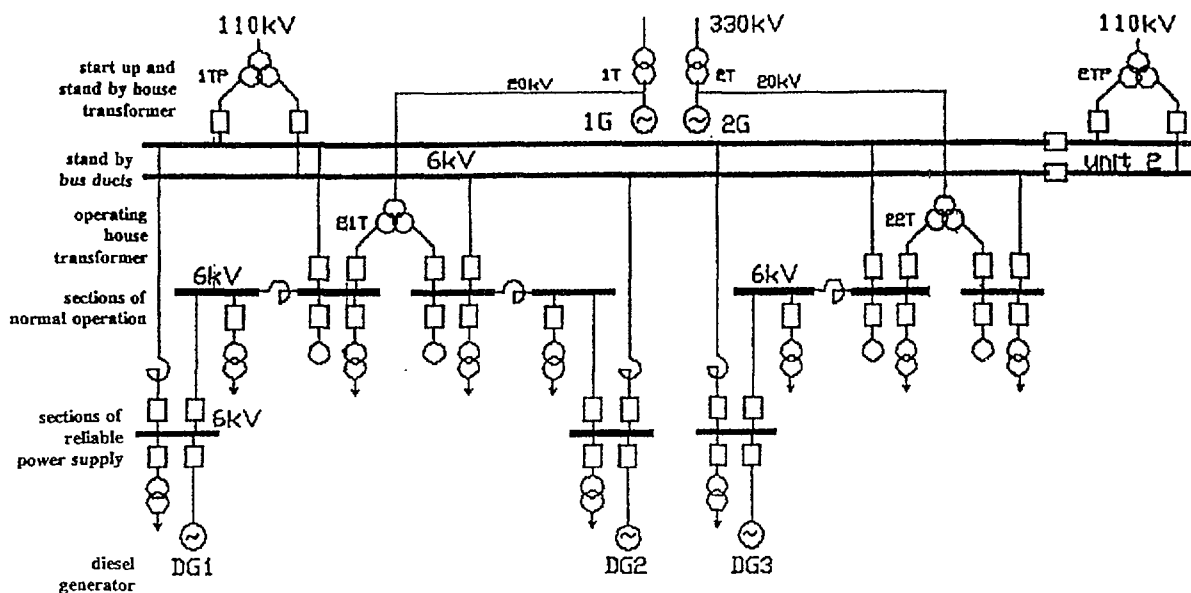 110kV
330kV
110kV
start up and
stand by house
transformer
1TP
1T
2T
2TP
20kV
20kV
1G
2G
stand by
bus ducts
6kV
unit 2
operating
house
transformer
21T
22T
6kV
6kV
sections of
normal operation
sections of
reliable
power supply
6kV
diesel
generator
DG1
DG2
DG3